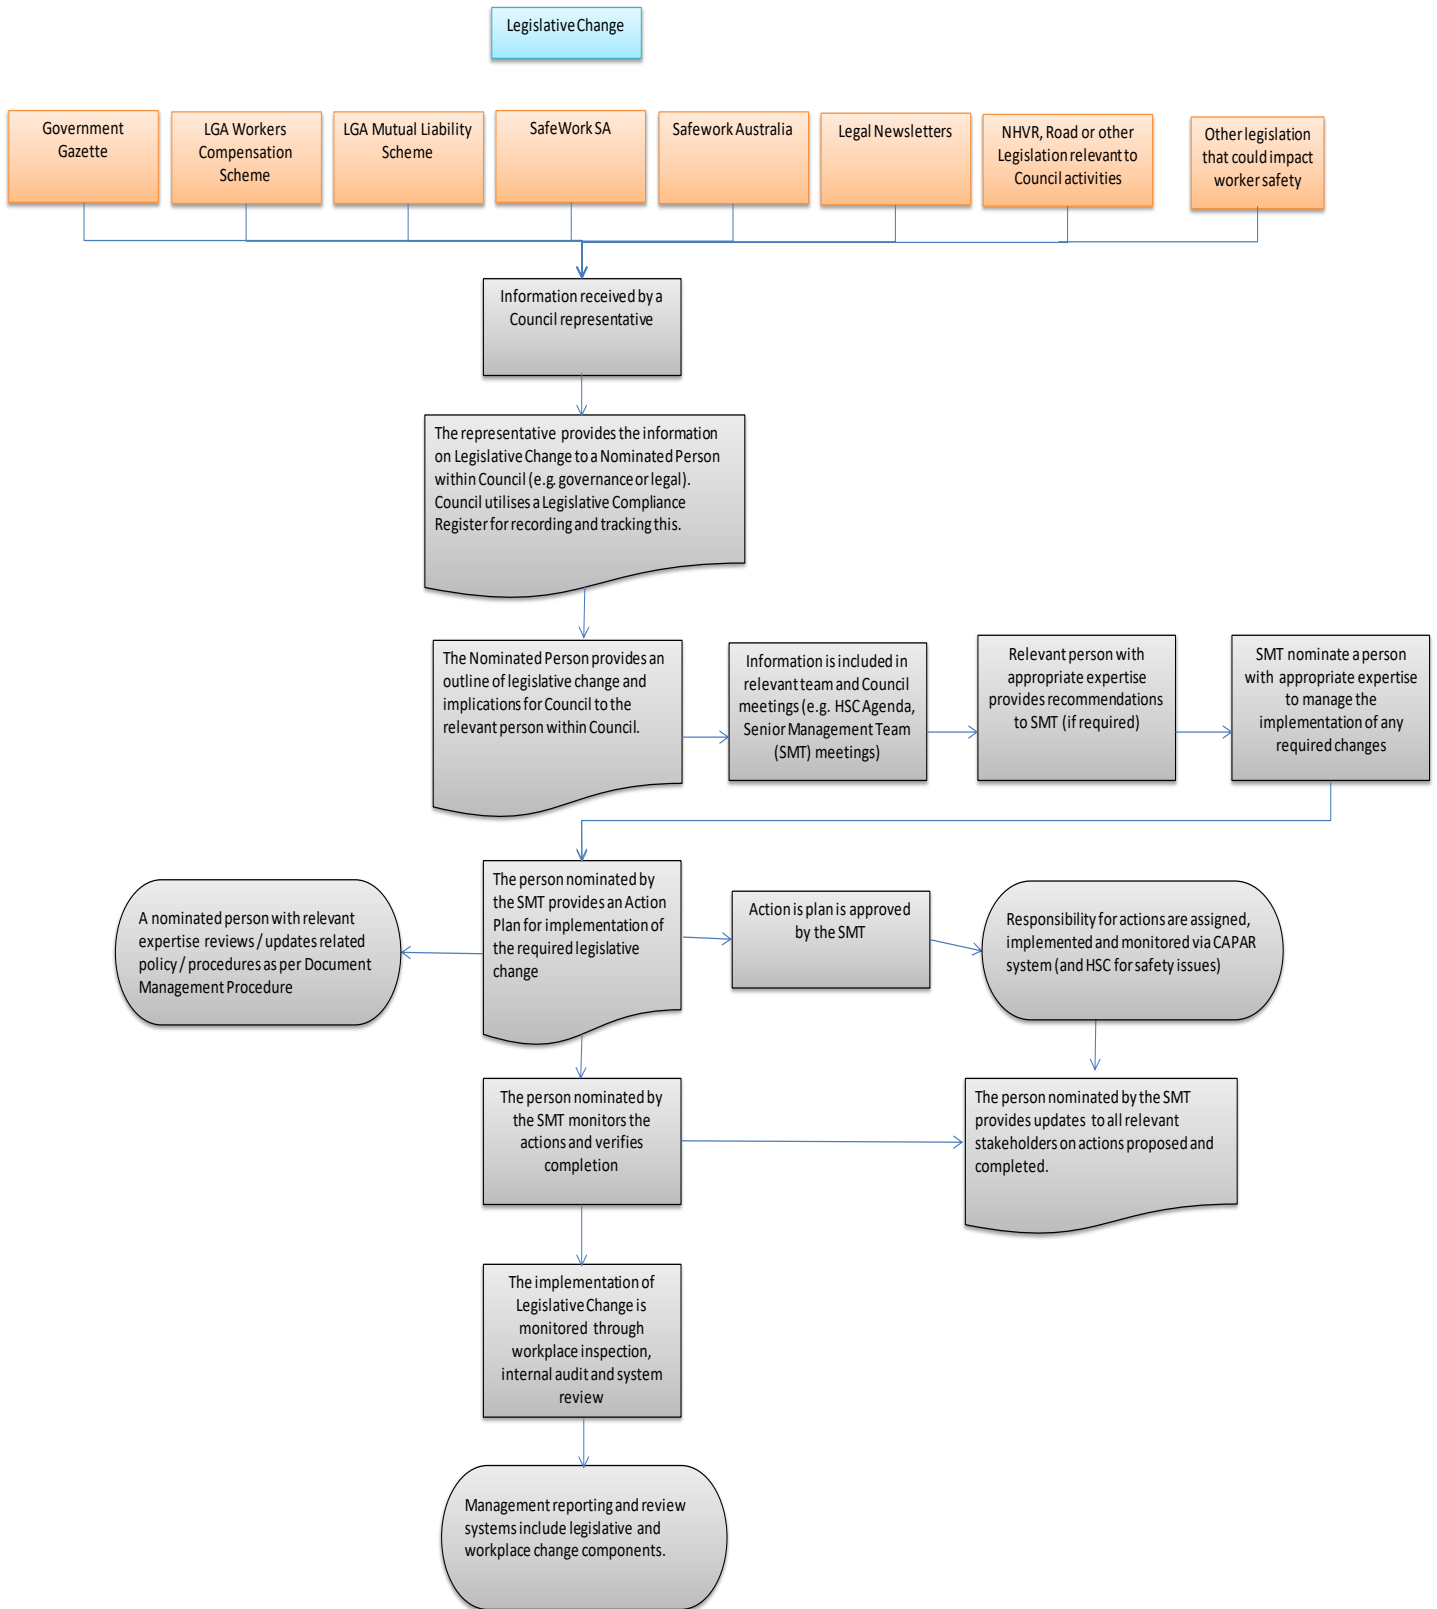 Legislative Change
Government
Gazette
LGA Workers
Compensation
Scheme
LGA Mutual Liability
Scheme
SafeWork SA
Safework Australia
Legal Newsletters
NHVR, Road or other
Legislation relevant to
Council activities
Other legislation
that could impact
worker safety
Information received by a
Council representative
The representative provides the information
on Legislative Change to a Nominated Person
within Council (e.g. governance or legal).
Council utilises a Legislative Compliance
Register for recording and tracking this.
The Nominated Person provides an
outline of legislative change and
implications for Council to the
relevant person within Council.
Information is included in
relevant team and Council
meetings (e.g. HSC Agenda,
Senior Management Team
(SMT) meetings)
Relevant person with
appropriate expertise
provides recommendations
to SMT (if required)
SMT nominate a person
with appropriate expertise
to manage the
implementation of any
required changes
A nominated person with relevant
expertise reviews / updates related
policy / procedures as per Document
Management Procedure
The person nominated by
the SMT provides an Action
Plan for implementation of
the required legislative
change
Action is plan is approved
by the SMT
Responsibility for actions are assigned,
implemented and monitored via CAPAR
system (and HSC for safety issues)
The person nominated by
the SMT monitors the
actions and verifies
completion
The person nominated by the SMT
provides updates to all relevant
stakeholders on actions proposed and
completed.
The implementation of
Legislative Change is
monitored through
workplace inspection,
internal audit and system
review
Management reporting and review
systems include legislative and
workplace change components.